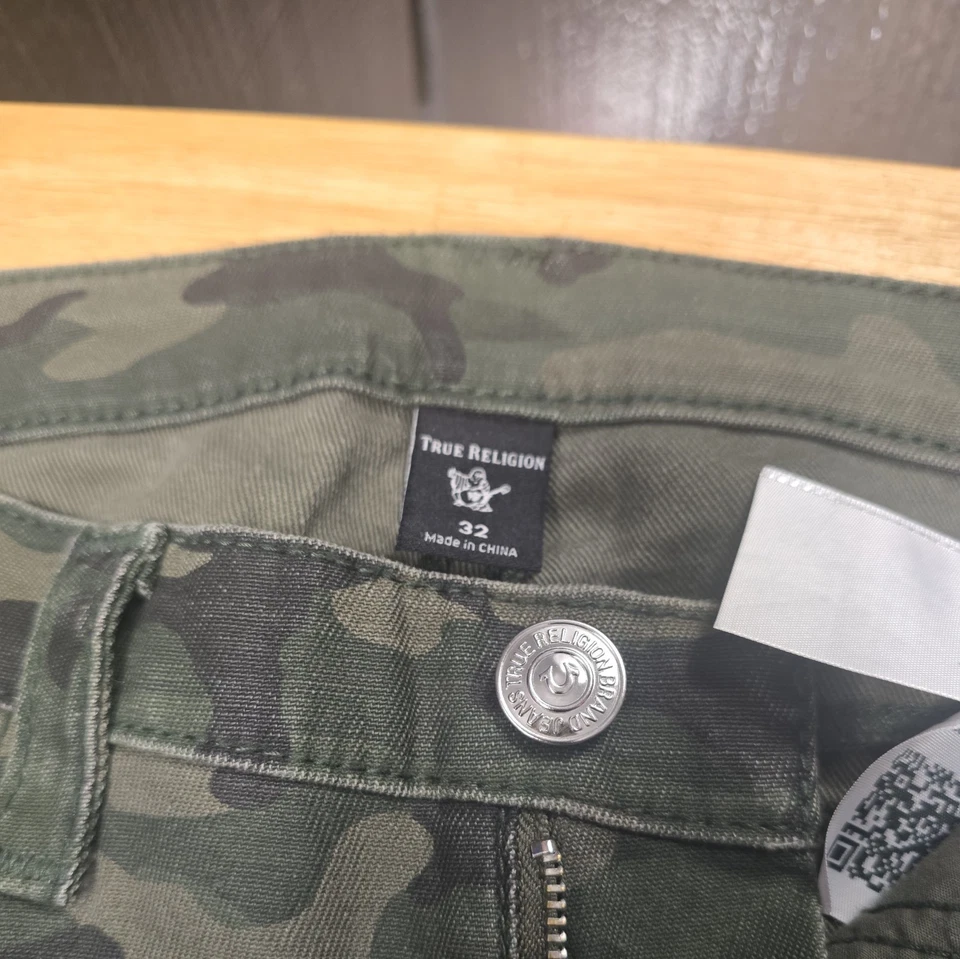 TRUE RELIGION
32
Made in CHINA
TRUE RELIGION BRAND JEANS